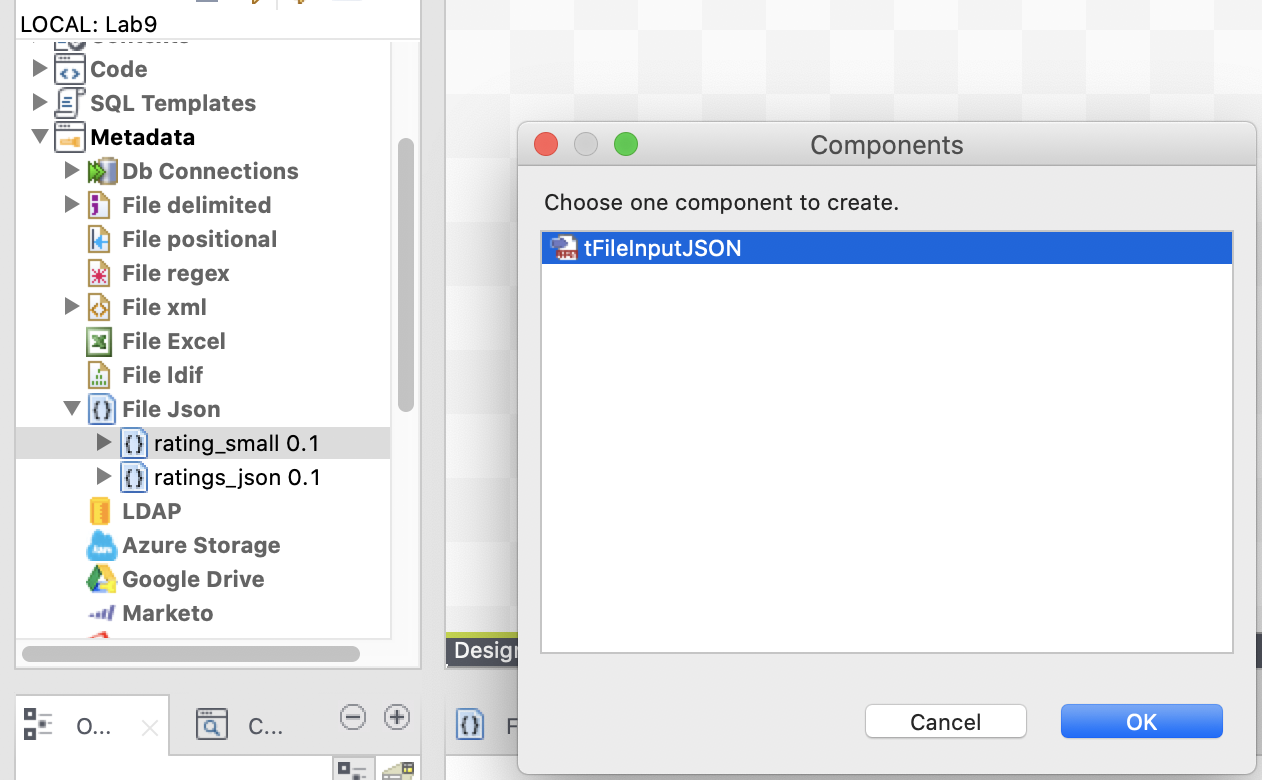 LOCAL: Lab9
Code
SQL Templates
Metadata
Db Connections
File delimited
File positional
File regex
File xml
File Excel
File ldif
File Json
rating_small 0.1
ratings_json 0.1
LDAP
Azure Storage
Google Drive
Marketo
O...
C...
Components
Choose one component to create.
tFileInputJSON
Cancel
OK
Desig
F